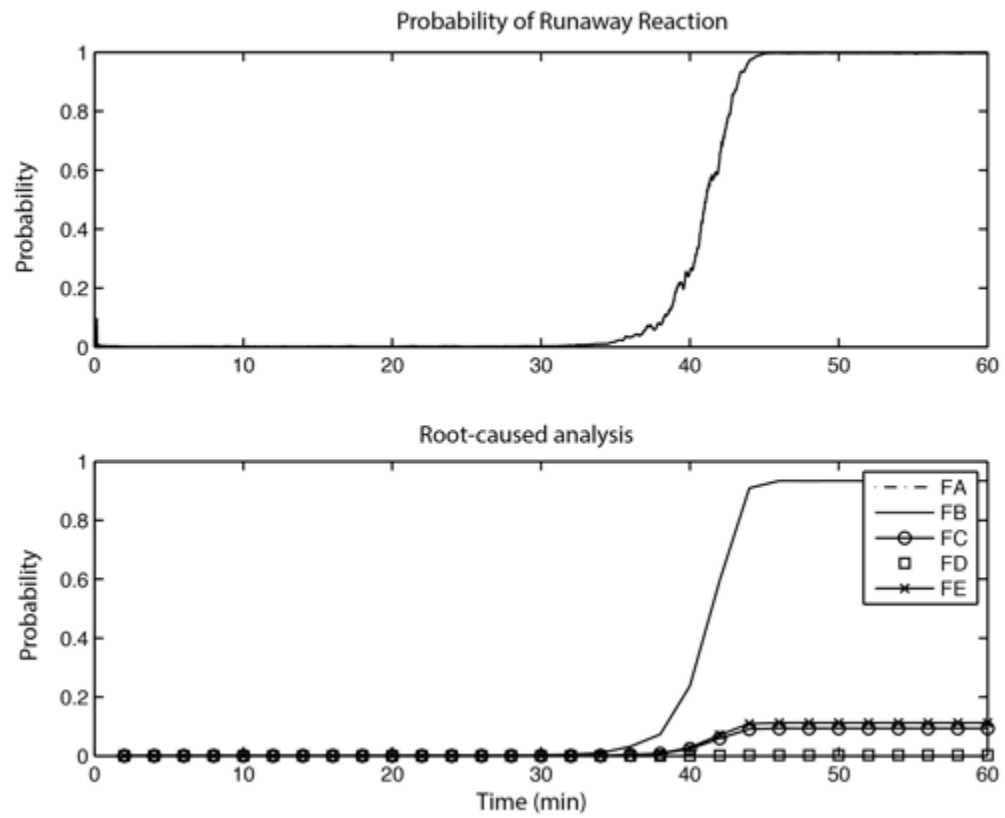 Probability of Runaway Reaction
1
0.8
0.6
0.4
0.2
0
Probability
0 10 20 30 40 50 60
Root-caused analysis
1
0.8
0.6
0.4
0.2
0
Probability
FA
FB
FC
FD
FE
0 10 20 30 40 50 60
Time (min)